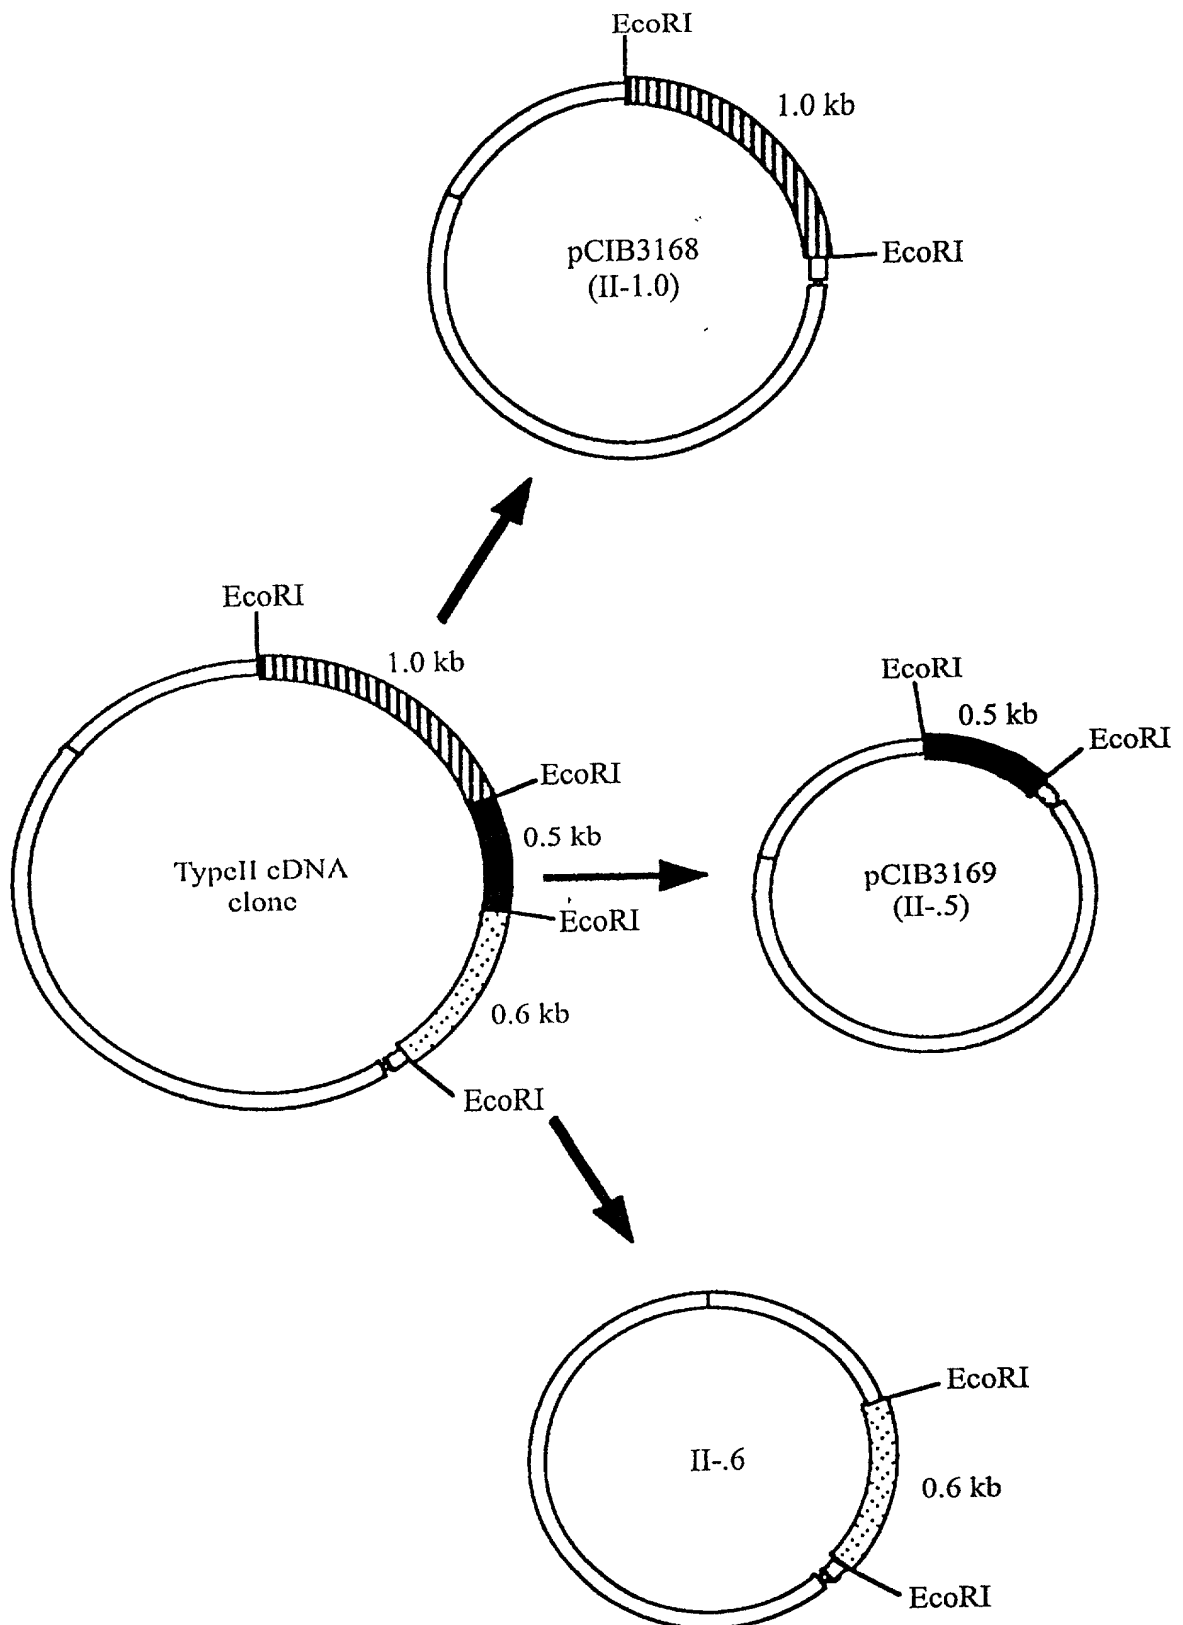 EcoRI
1.0 kb
pCIB3168
(II-1.0)
EcoRI
EcoRI
1.0 kb
EcoRI
0.5 kb
TypeII cDNA
clone
EcoRI
0.6 kb
EcoRI
EcoRI
0.5 kb
EcoRI
pCIB3169
(II-.5)
EcoRI
II-.6
0.6 kb
EcoRI